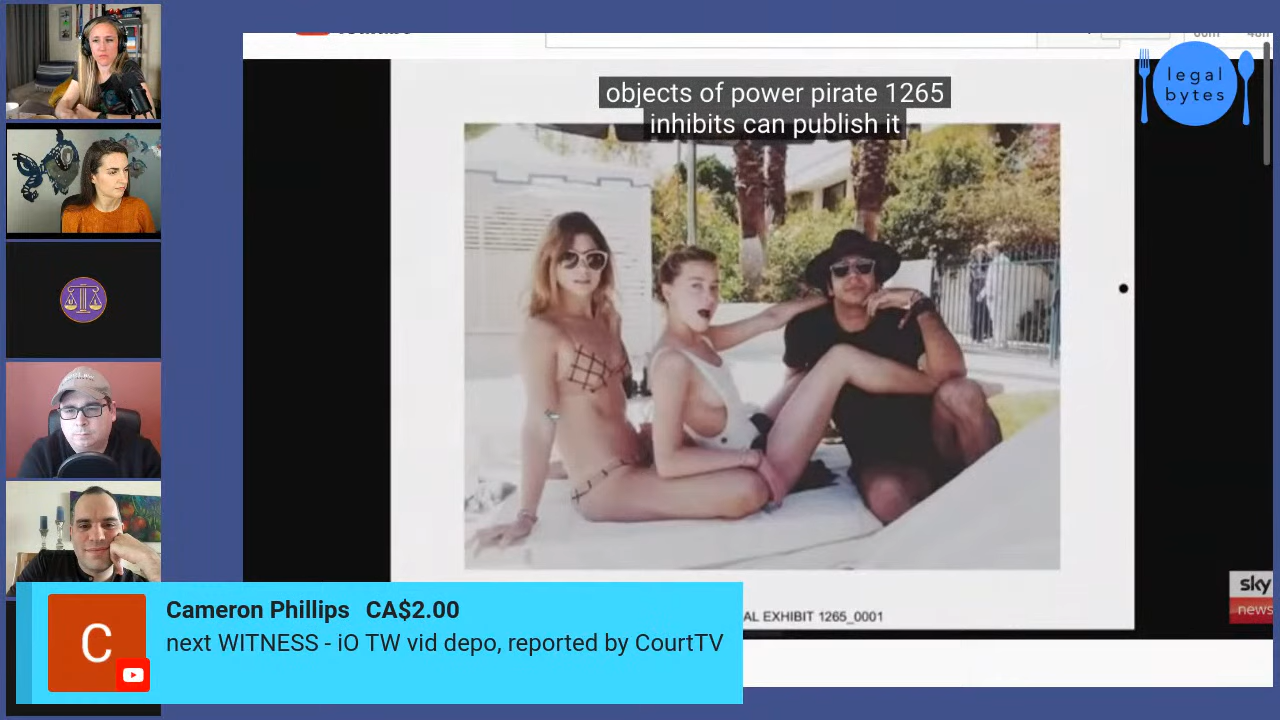 legal
bytes
objects of power pirate 1265
inhibits can publish it
sky
news
AL EXHIBIT 1265_0001
C
Cameron Phillips CA$2.00
next WITNESS - iO TW vid depo, reported by CourtTV